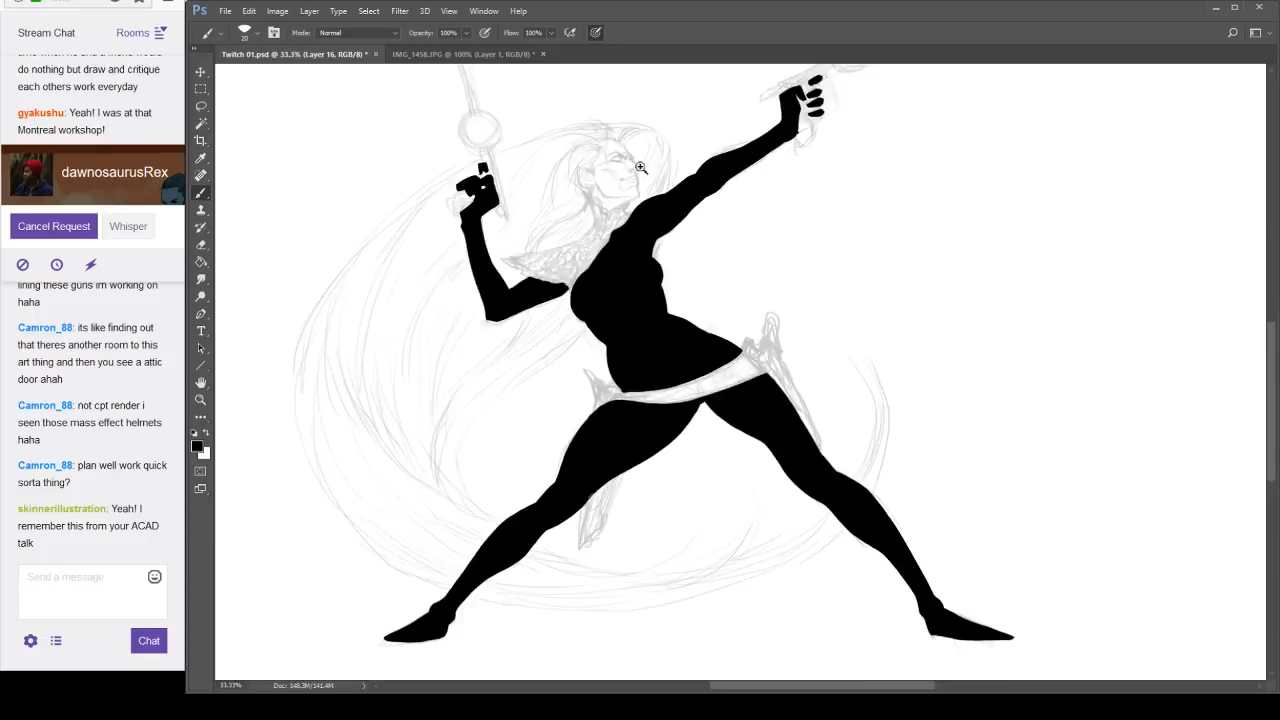 Stream Chat
Rooms
do nothing but draw and critique
each others work everyday
gyakushu: Yeah! I was at that
Montreal workshop!
dawnosaurusRex
Cancel Request
Whisper
lining these guns im working on
haha
Camron_88: its like finding out
that theres another room to this
art thing and then you see a attic
door ahah
Camron_88: not cpt render i
seen those mass effect helmets
haha
Camron_88: plan well work quick
sorta thing?
skinnerillustration: Yeah! I
remember this from your ACAD
talk
Send a message
Chat
Ps
File Edit Image Layer Type Select Filter 3D View Window Help
20
Mode: Normal
Opacity: 100%
Flow: 100%
Twitch 01.psd @ 33.3% (Layer 16, RGB/8) *
IMG_1458.JPG @ 100% (Layer 1, RGB/8) *
T
33.33%
Doc: 148.3M/141.4M